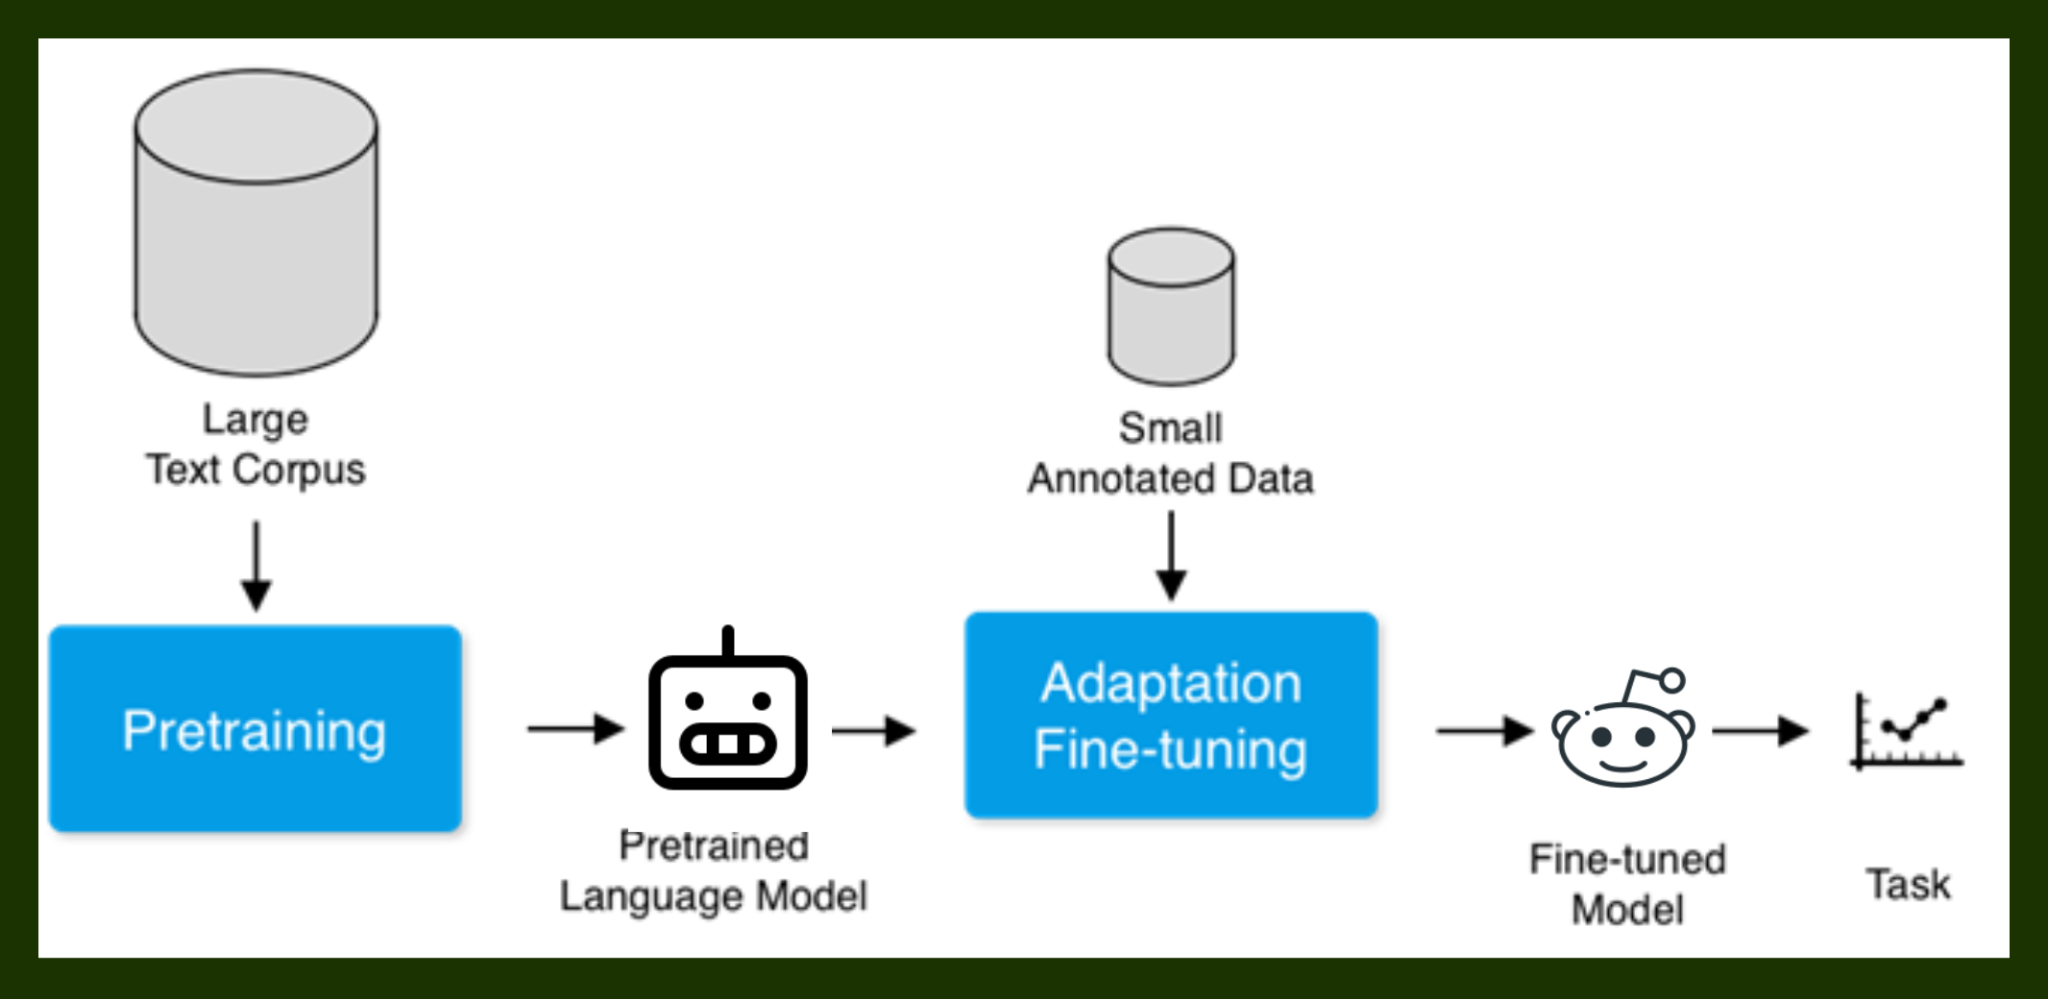 Large
Text Corpus
Small
Annotated Data
Pretraining
Adaptation
Fine-tuning
Pretrained
Language Model
Fine-tuned
Model
Task